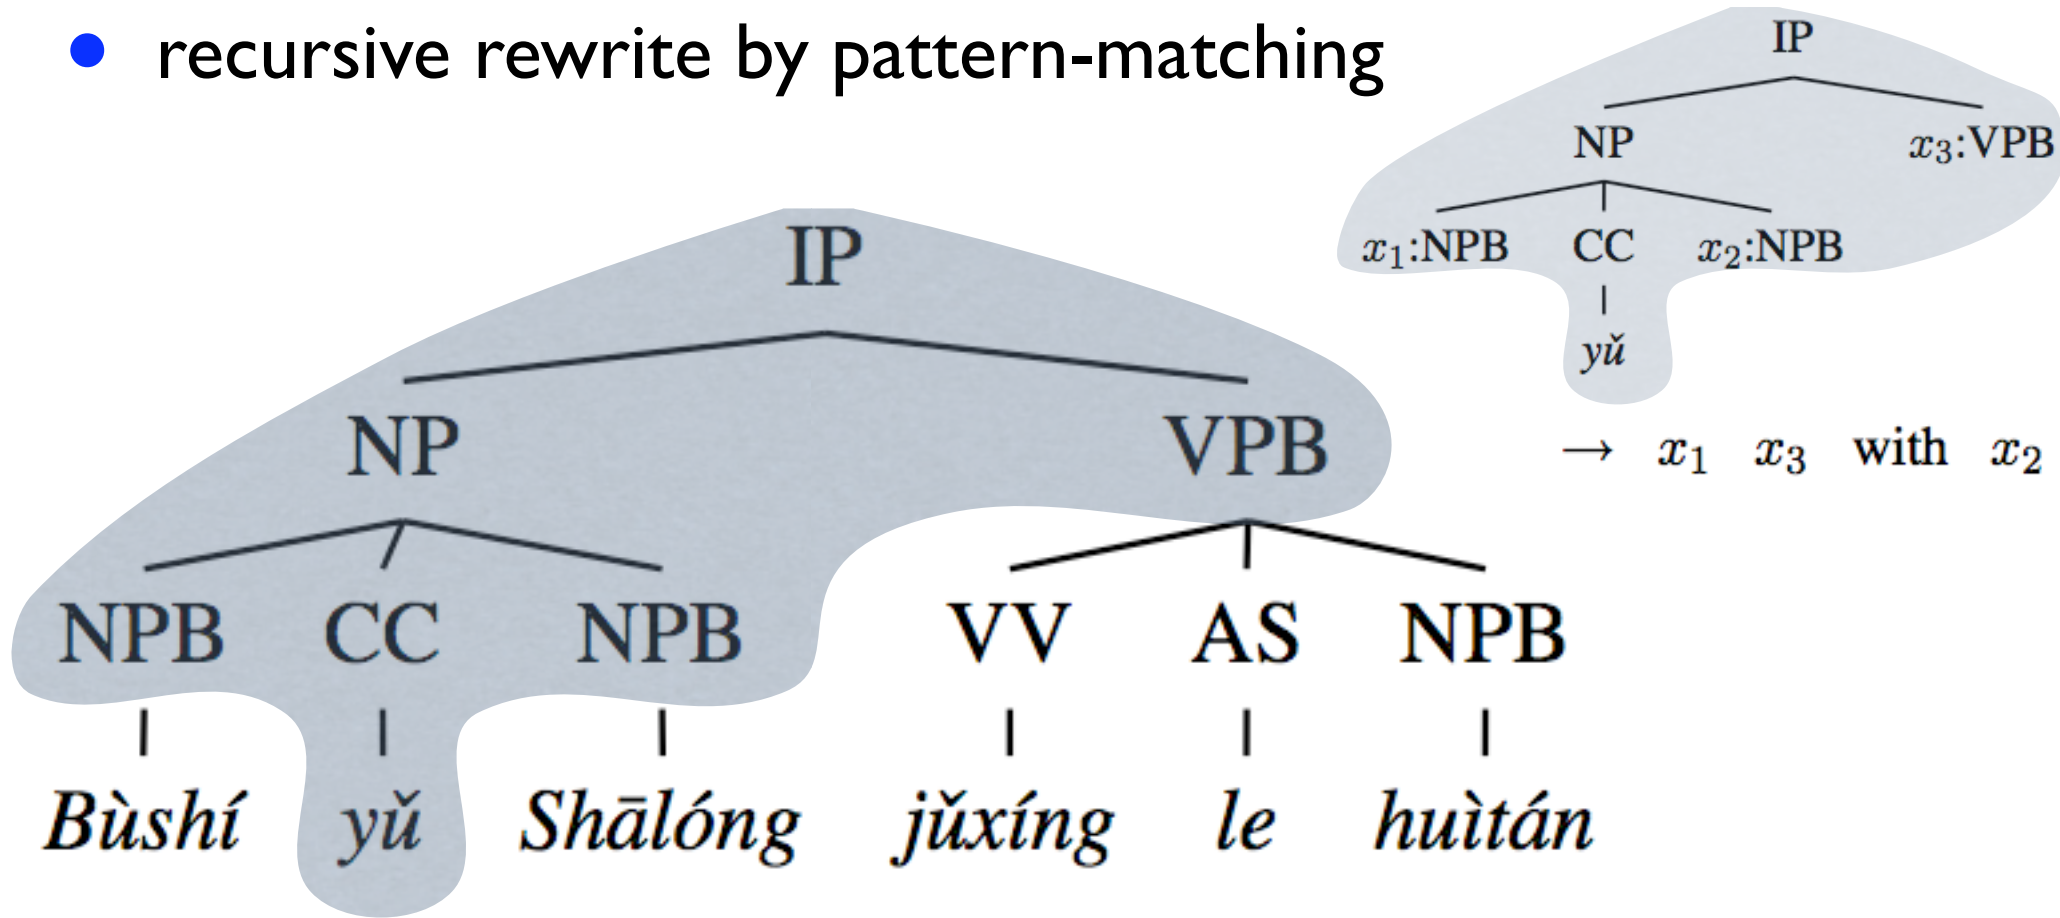 • recursive rewrite by pattern-matching
IP
NP x₃:VPB
x₁:NPB CC x₂:NPB
yǔ
→ x₁ x₃ with x₂
IP
NP VPB
NPB CC NPB VV AS NPB
Bùshí yǔ Shālóng jǔxíng le huìtán